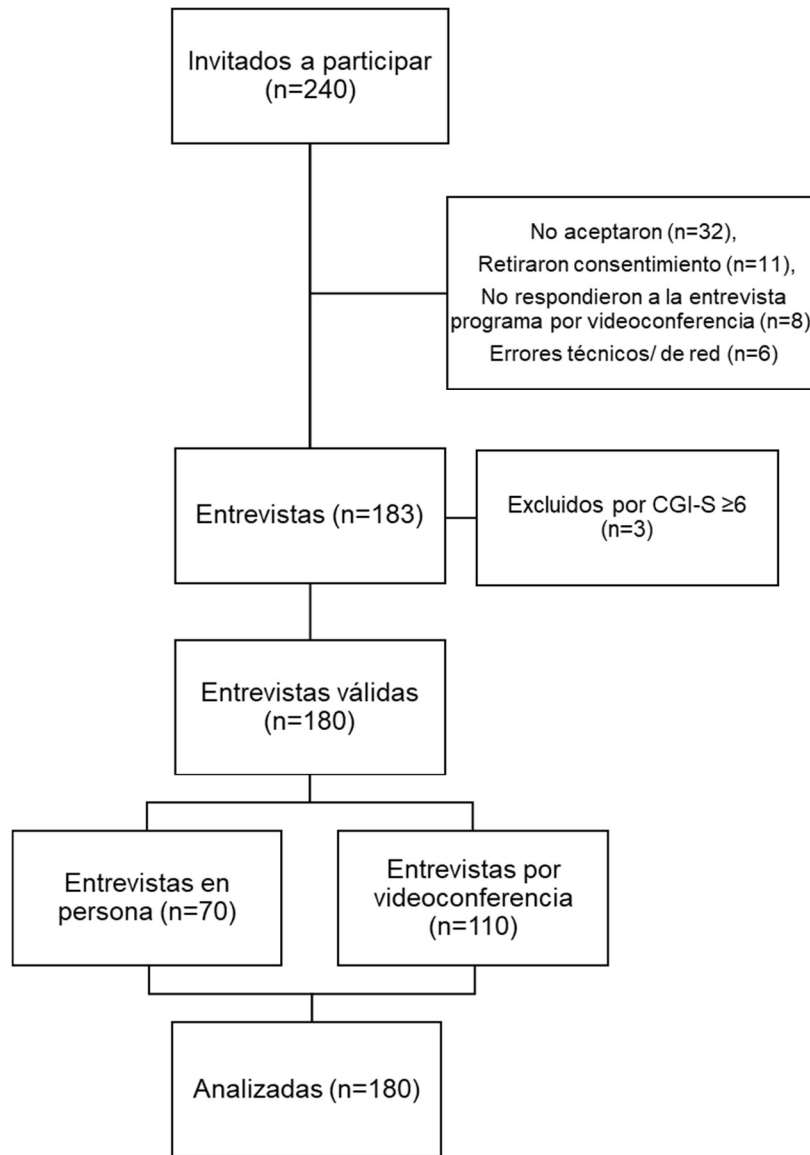 Invitados a participar
(n=240)
No aceptaron (n=32),
Retiraron consentimiento (n=11),
No respondieron a la entrevista
programa por videoconferencia (n=8)
Errores técnicos/ de red (n=6)
Entrevistas (n=183)
Excluidos por CGI-S ≥6
(n=3)
Entrevistas válidas
(n=180)
Entrevistas en
persona (n=70)
Entrevistas por
videoconferencia
(n=110)
Analizadas (n=180)